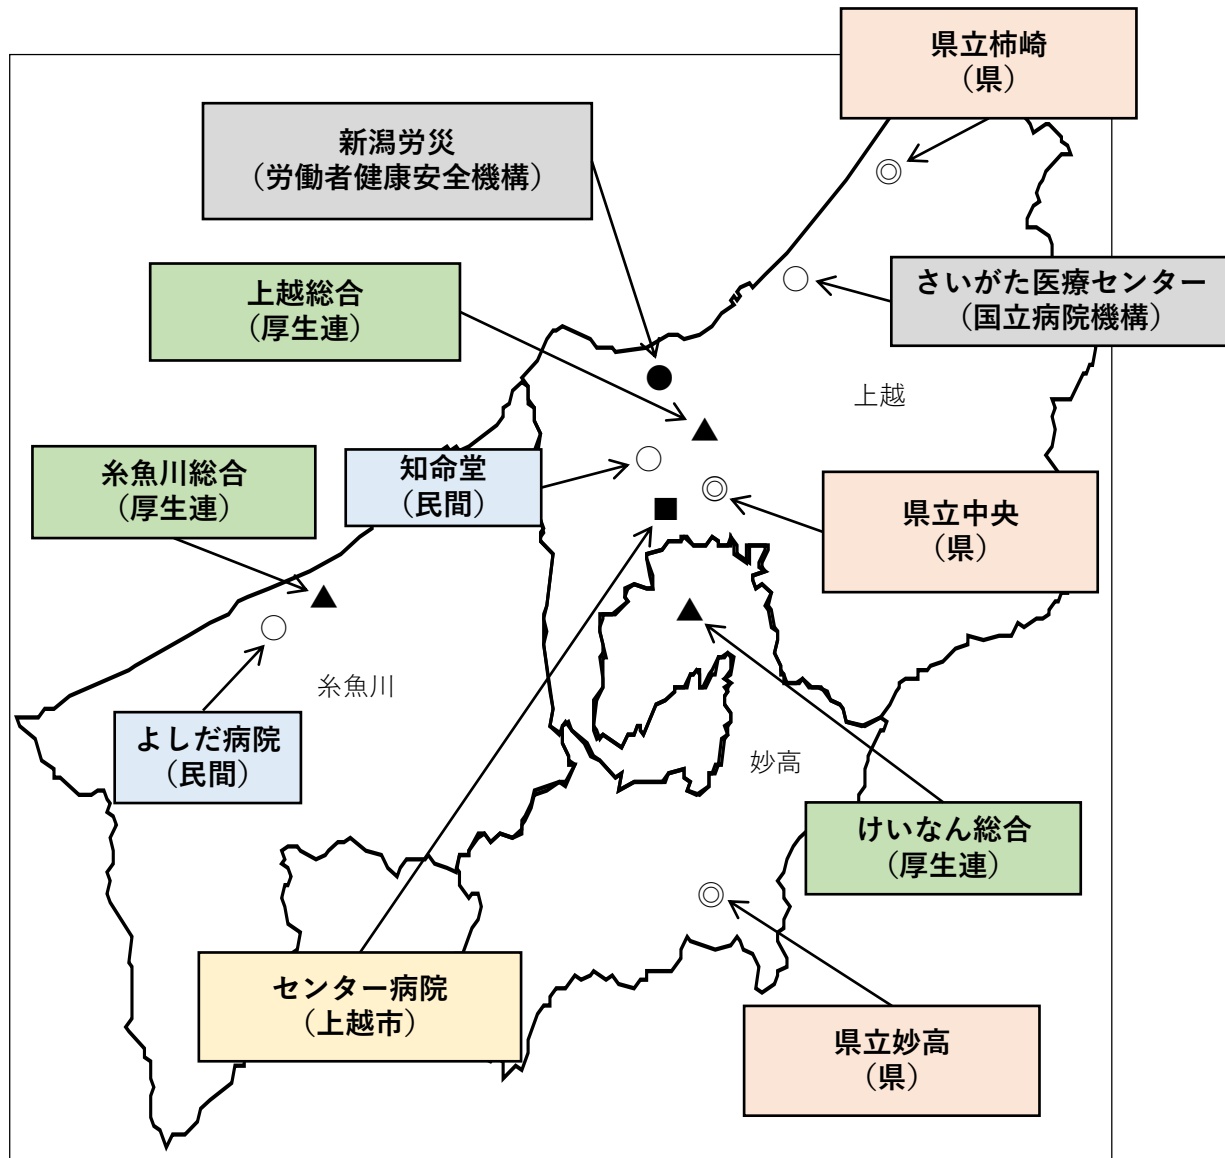 県立柿崎
（県）
新潟労災
（労働者健康安全機構）
さいがた医療センター
（国立病院機構）
上越総合
（厚生連）
上越
糸魚川総合
（厚生連）
知命堂
（民間）
県立中央
（県）
糸魚川
よしだ病院
（民間）
妙高
けいなん総合
（厚生連）
センター病院
（上越市）
県立妙高
（県）